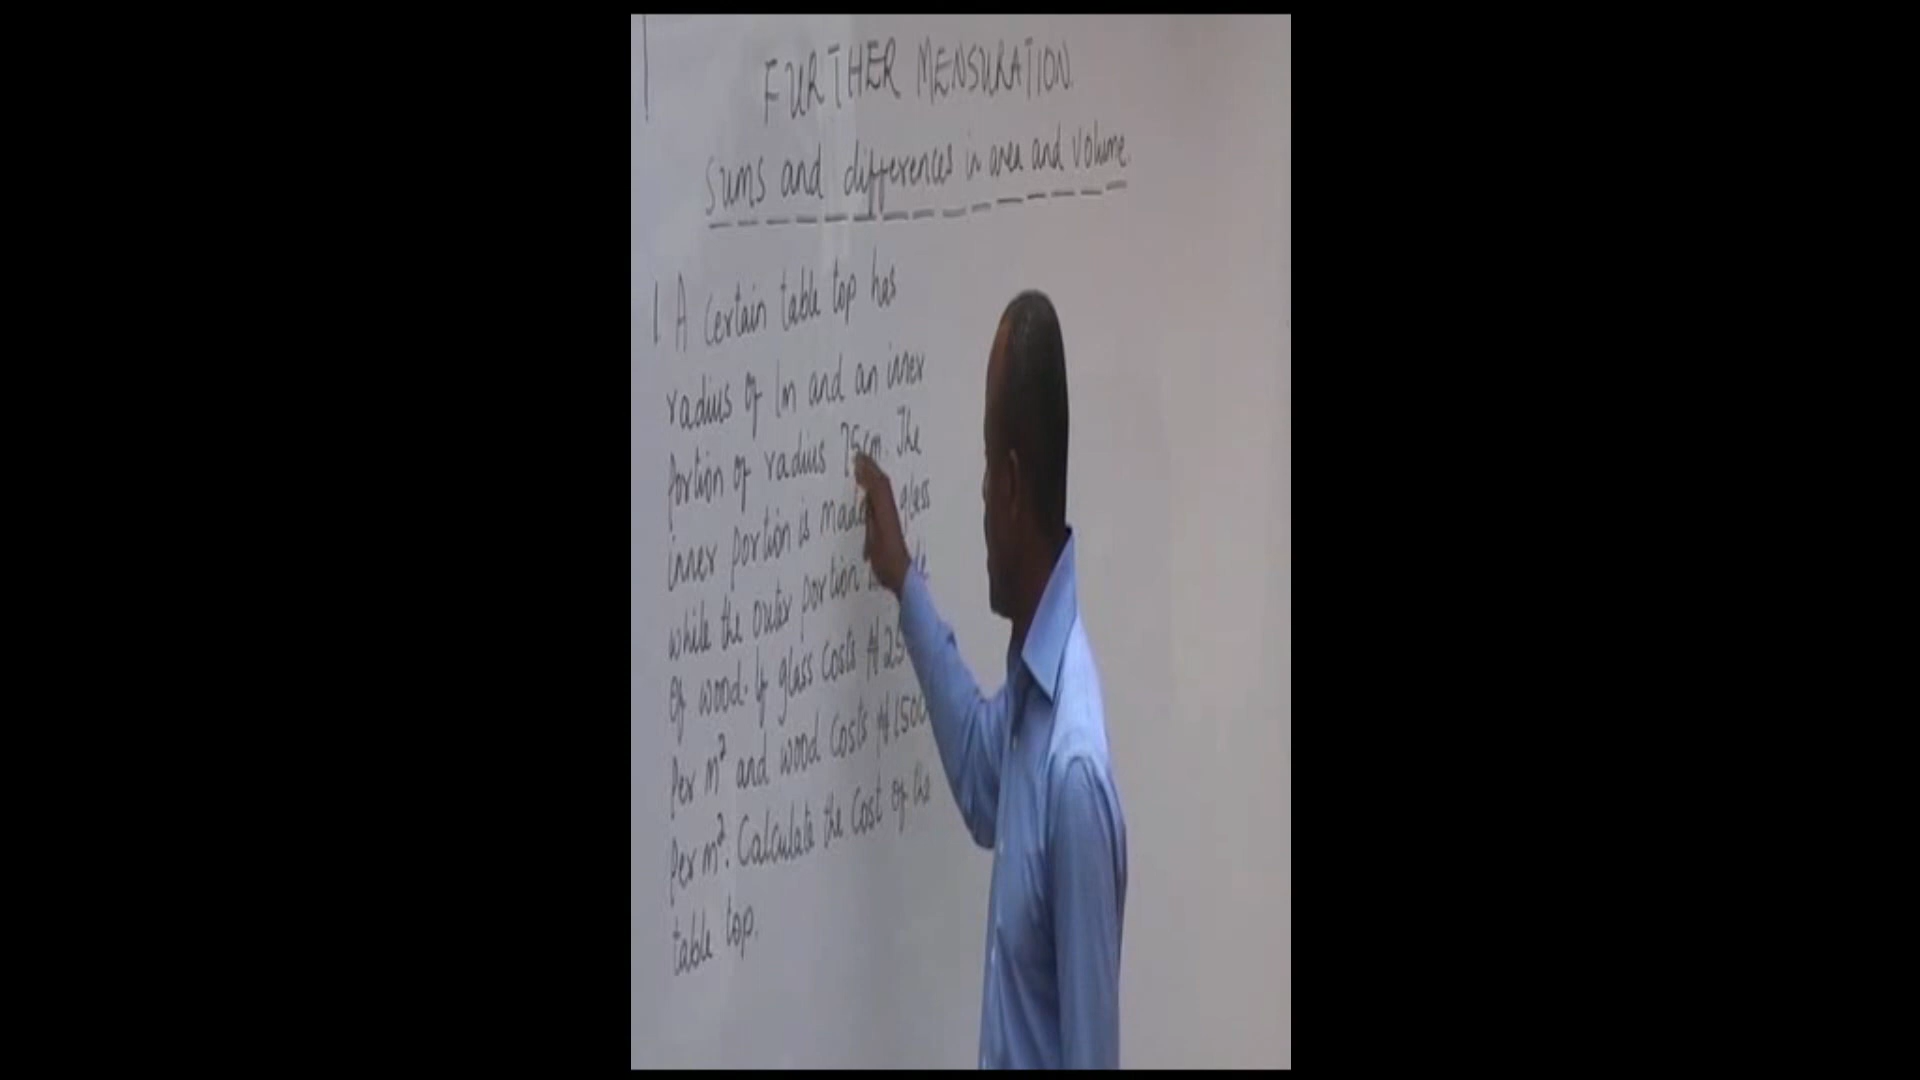 FURTHER MENSURATION
Sums and differences in area and volume.
1 A certain table top has
radius of 1m and an inner
portion of radius 75cm. The
inner portion is made glass
while the outer portion
of wood. If glass costs
per m² and wood costs ₦1500
per m². Calculate the cost of the
table top.